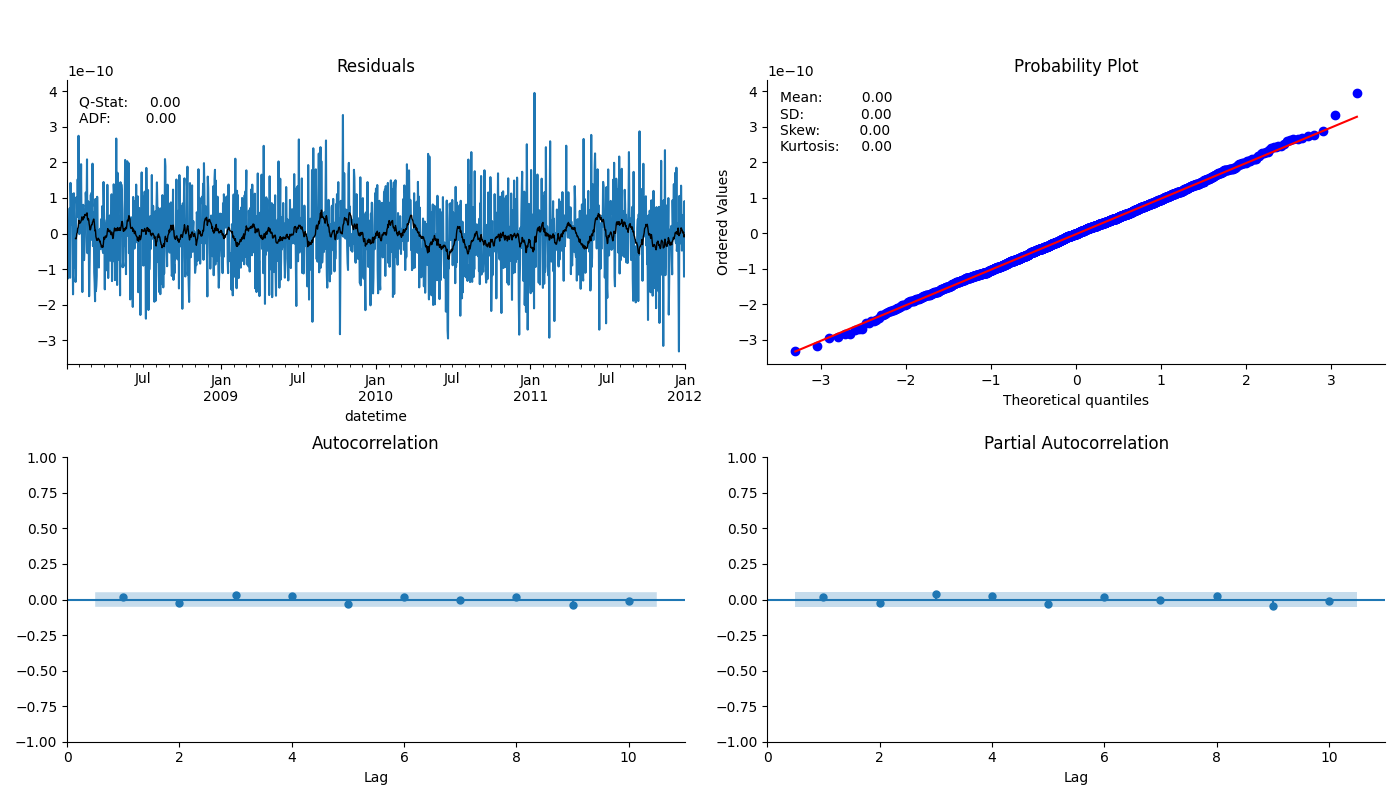 Residuals
1e−10
Q-Stat: 0.00
ADF: 0.00
4
3
2
1
0
−1
−2
−3
Jul Jan Jul Jan Jul Jan Jul Jan
2009 2010 2011 2012
datetime
Probability Plot
1e−10
Mean: 0.00
SD: 0.00
Skew: 0.00
Kurtosis: 0.00
Ordered Values
4
3
2
1
0
−1
−2
−3
−3 −2 −1 0 1 2 3
Theoretical quantiles
Autocorrelation
1.00
0.75
0.50
0.25
0.00
−0.25
−0.50
−0.75
−1.00
0 2 4 6 8 10
Lag
Partial Autocorrelation
1.00
0.75
0.50
0.25
0.00
−0.25
−0.50
−0.75
−1.00
0 2 4 6 8 10
Lag